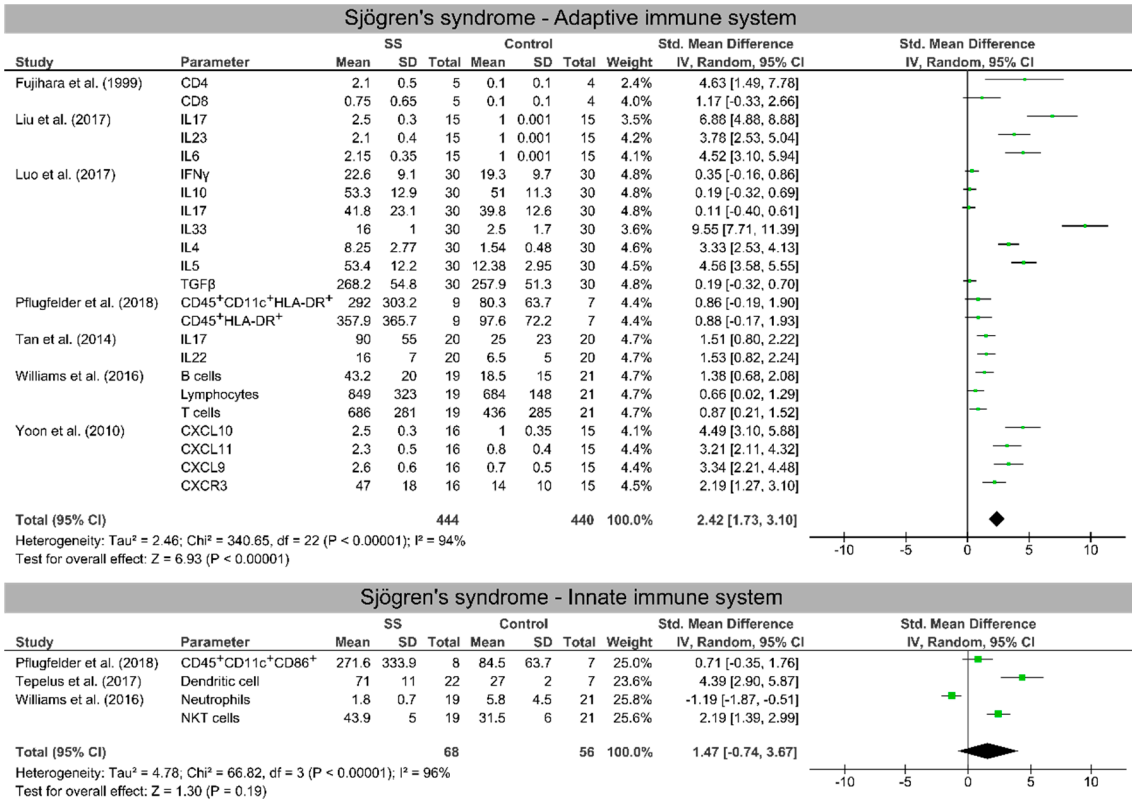 Sjögren's syndrome - Adaptive immune system
SS Control Std. Mean Difference Std. Mean Difference
Study Parameter Mean SD Total Mean SD Total Weight IV, Random, 95% CI IV, Random, 95% CI
Fujihara et al. (1999) CD4 2.1 0.5 5 0.1 0.1 4 2.4% 4.63 [1.49, 7.78]
CD8 0.75 0.65 5 0.1 0.1 4 4.0% 1.17 [-0.33, 2.66]
Liu et al. (2017) IL17 2.5 0.3 15 1 0.001 15 3.5% 6.88 [4.88, 8.88]
IL23 2.1 0.4 15 1 0.001 15 4.2% 3.78 [2.53, 5.04]
IL6 2.15 0.35 15 1 0.001 15 4.1% 4.52 [3.10, 5.94]
Luo et al. (2017) IFNγ 22.6 9.1 30 19.3 9.7 30 4.8% 0.35 [-0.16, 0.86]
IL10 53.3 12.9 30 51 11.3 30 4.8% 0.19 [-0.32, 0.69]
IL17 41.8 23.1 30 39.8 12.6 30 4.8% 0.11 [-0.40, 0.61]
IL33 16 1 30 2.5 1.7 30 3.6% 9.55 [7.71, 11.39]
IL4 8.25 2.77 30 1.54 0.48 30 4.6% 3.33 [2.53, 4.13]
IL5 53.4 12.2 30 12.38 2.95 30 4.5% 4.56 [3.58, 5.55]
TGFβ 268.2 54.8 30 257.9 51.3 30 4.8% 0.19 [-0.32, 0.70]
Pflugfelder et al. (2018) CD45⁺CD11c⁺HLA-DR⁺ 292 303.2 9 80.3 63.7 7 4.4% 0.86 [-0.19, 1.90]
CD45⁺HLA-DR⁺ 357.9 365.7 9 97.6 72.2 7 4.4% 0.88 [-0.17, 1.93]
Tan et al. (2014) IL17 90 55 20 25 23 20 4.7% 1.51 [0.80, 2.22]
IL22 16 7 20 6.5 5 20 4.7% 1.53 [0.82, 2.24]
Williams et al. (2016) B cells 43.2 20 19 18.5 15 21 4.7% 1.38 [0.68, 2.08]
Lymphocytes 849 323 19 684 148 21 4.7% 0.66 [0.02, 1.29]
T cells 686 281 19 436 285 21 4.7% 0.87 [0.21, 1.52]
Yoon et al. (2010) CXCL10 2.5 0.3 16 1 0.35 15 4.1% 4.49 [3.10, 5.88]
CXCL11 2.3 0.5 16 0.8 0.4 15 4.4% 3.21 [2.11, 4.32]
CXCL9 2.6 0.6 16 0.7 0.5 15 4.4% 3.34 [2.21, 4.48]
CXCR3 47 18 16 14 10 15 4.5% 2.19 [1.27, 3.10]
Total (95% CI) 444 440 100.0% 2.42 [1.73, 3.10]
Heterogeneity: Tau² = 2.46; Chi² = 340.65, df = 22 (P < 0.00001); I² = 94%
Test for overall effect: Z = 6.93 (P < 0.00001)
-10 -5 0 5 10
Sjögren's syndrome - Innate immune system
SS Control Std. Mean Difference Std. Mean Difference
Study Parameter Mean SD Total Mean SD Total Weight IV, Random, 95% CI IV, Random, 95% CI
Pflugfelder et al. (2018) CD45⁺CD11c⁺CD86⁺ 271.6 333.9 8 84.5 63.7 7 25.0% 0.71 [-0.35, 1.76]
Tepelus et al. (2017) Dendritic cell 71 11 22 27 2 7 23.6% 4.39 [2.90, 5.87]
Williams et al. (2016) Neutrophils 1.8 0.7 19 5.8 4.5 21 25.8% -1.19 [-1.87, -0.51]
NKT cells 43.9 5 19 31.5 6 21 25.6% 2.19 [1.39, 2.99]
Total (95% CI) 68 56 100.0% 1.47 [-0.74, 3.67]
Heterogeneity: Tau² = 4.78; Chi² = 66.82, df = 3 (P < 0.00001); I² = 96%
Test for overall effect: Z = 1.30 (P = 0.19)
-10 -5 0 5 10